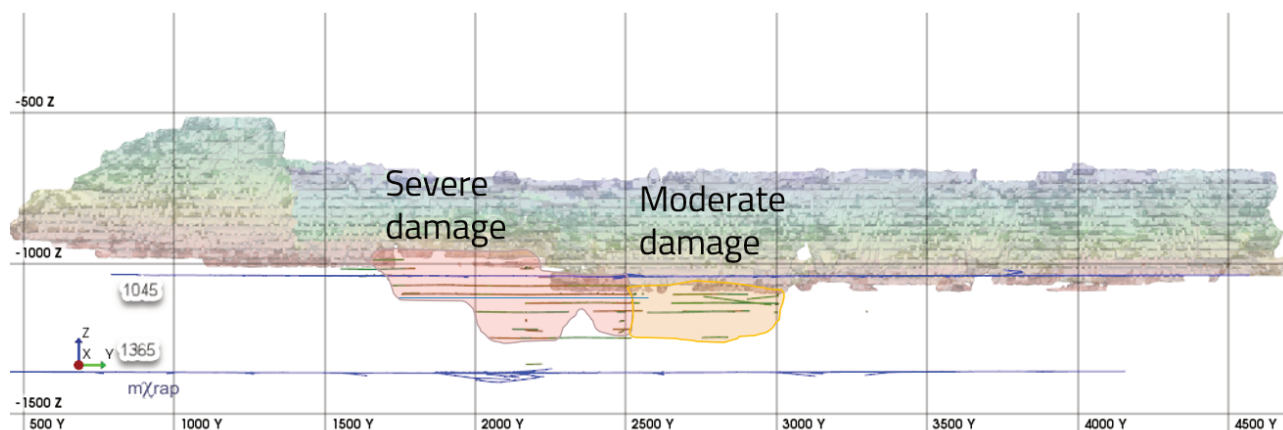 -500 Z
Severe
damage
Moderate
damage
-1000 Z
1045
Z
X
Y
1365
mXrap
-1500 Z
500 Y
1000 Y
1500 Y
2000 Y
2500 Y
3000 Y
3500 Y
4000 Y
4500 Y